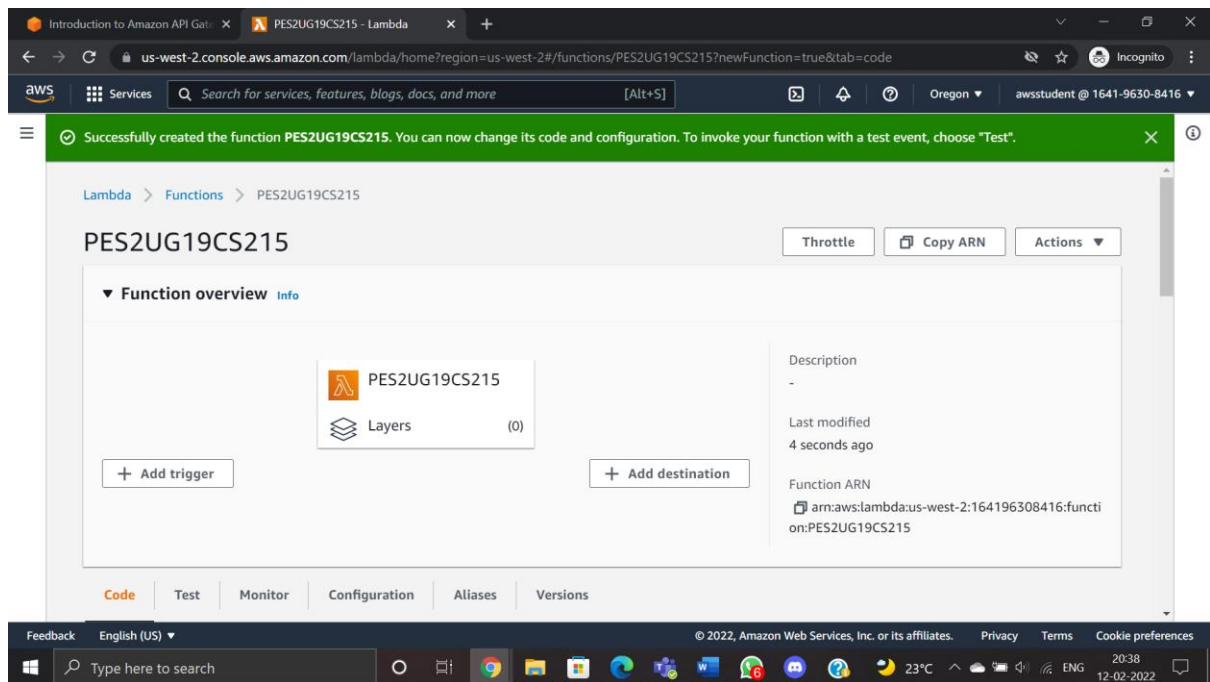 Introduction to Amazon API Gate
PES2UG19CS215 - Lambda
us-west-2.console.aws.amazon.com/lambda/home?region=us-west-2#/functions/PES2UG19CS215?newFunction=true&tab=code
Incognito
aws
Services
Search for services, features, blogs, docs, and more
[Alt+S]
Oregon ▼
awsstudent @ 1641-9630-8416 ▼
Successfully created the function PES2UG19CS215. You can now change its code and configuration. To invoke your function with a test event, choose "Test".
Lambda > Functions > PES2UG19CS215
PES2UG19CS215
Throttle
Copy ARN
Actions ▼
▼ Function overview Info
PES2UG19CS215
Layers (0)
+ Add trigger
+ Add destination
Description
-
Last modified
4 seconds ago
Function ARN
arn:aws:lambda:us-west-2:164196308416:functi
on:PES2UG19CS215
Code Test Monitor Configuration Aliases Versions
Feedback English (US) ▼
© 2022, Amazon Web Services, Inc. or its affiliates. Privacy Terms Cookie preferences
Type here to search
6
23°C
ENG
20:38
12-02-2022